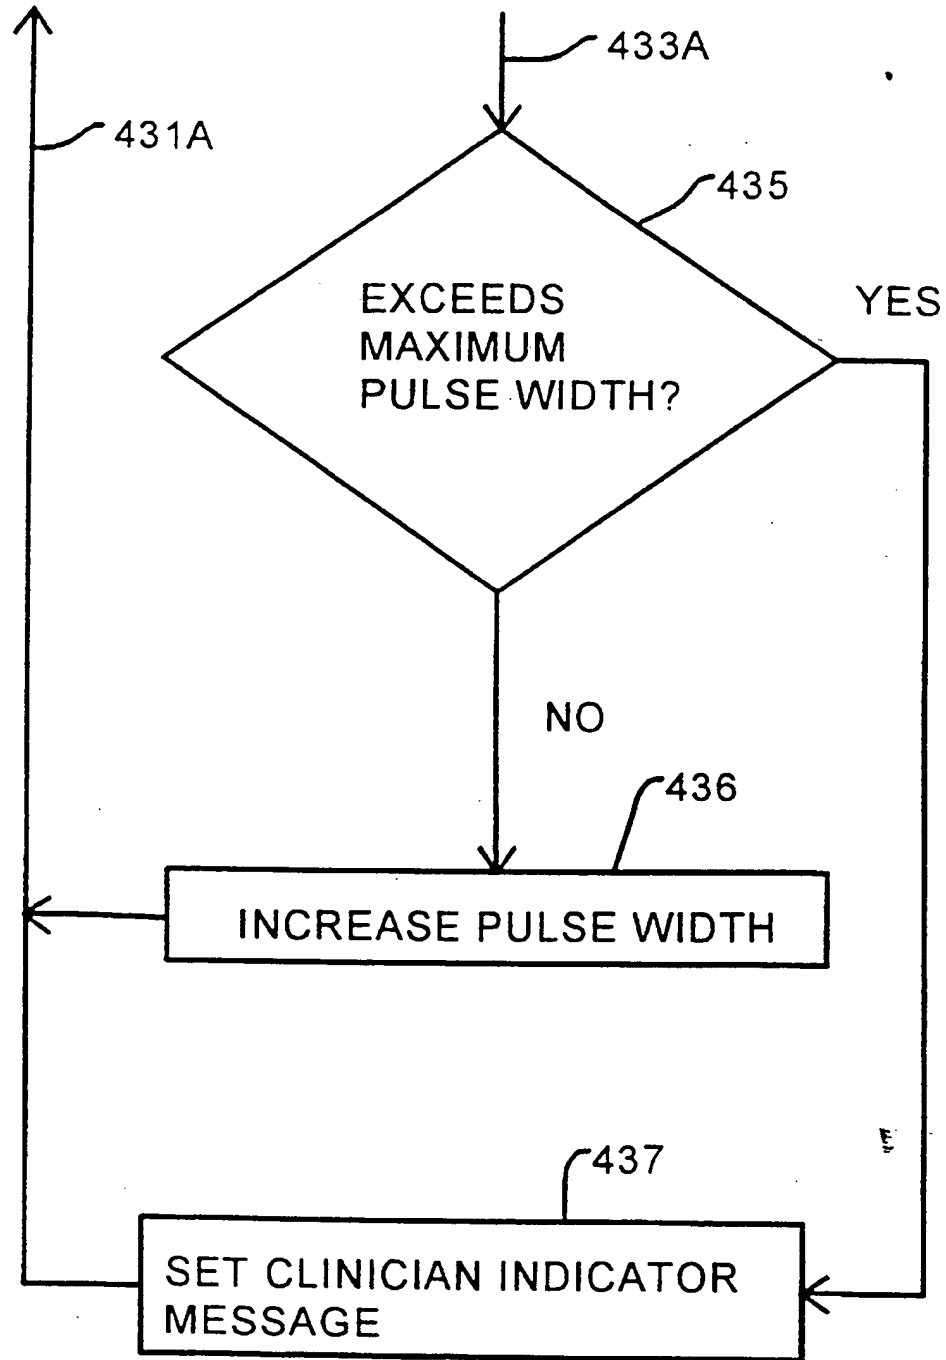 433A
431A
435
EXCEEDS
MAXIMUM
PULSE WIDTH?
YES
NO
436
INCREASE PULSE WIDTH
437
SET CLINICIAN INDICATOR
MESSAGE